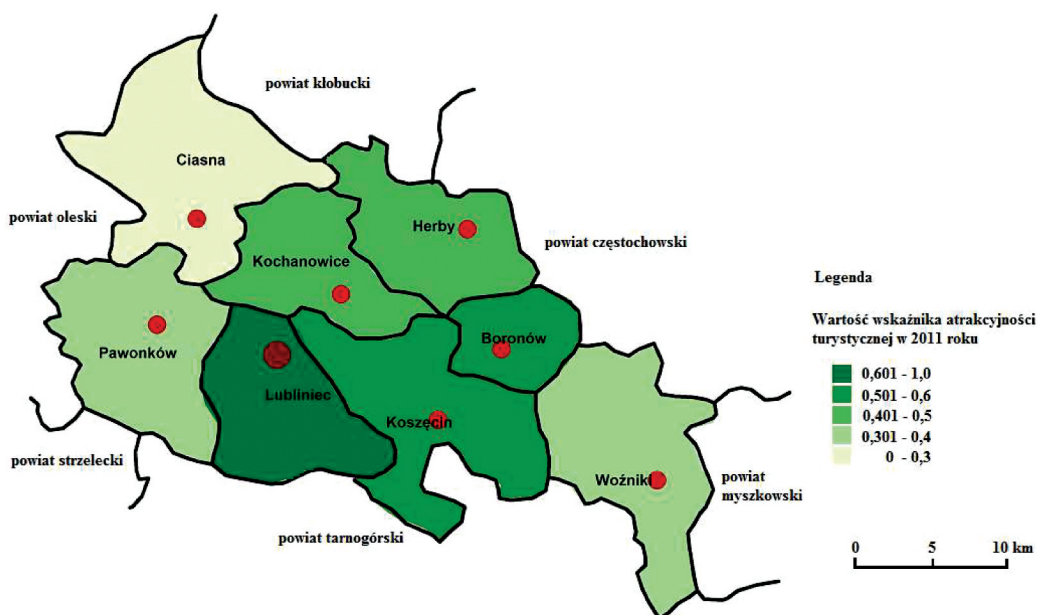 powiat kłobucki
Ciasna
powiat oleski
Herby
powiat częstochowski
Kochanowice
Pawonków
Boronów
Lubliniec
Koszęcin
Woźniki
powiat strzelecki
powiat tarnogórski
powiat
myszkowski
Legenda
Wartość wskaźnika atrakcyjności
turystycznej w 2011 roku
0,601 - 1,0
0,501 - 0,6
0,401 - 0,5
0,301 - 0,4
0 - 0,3
0 5 10 km